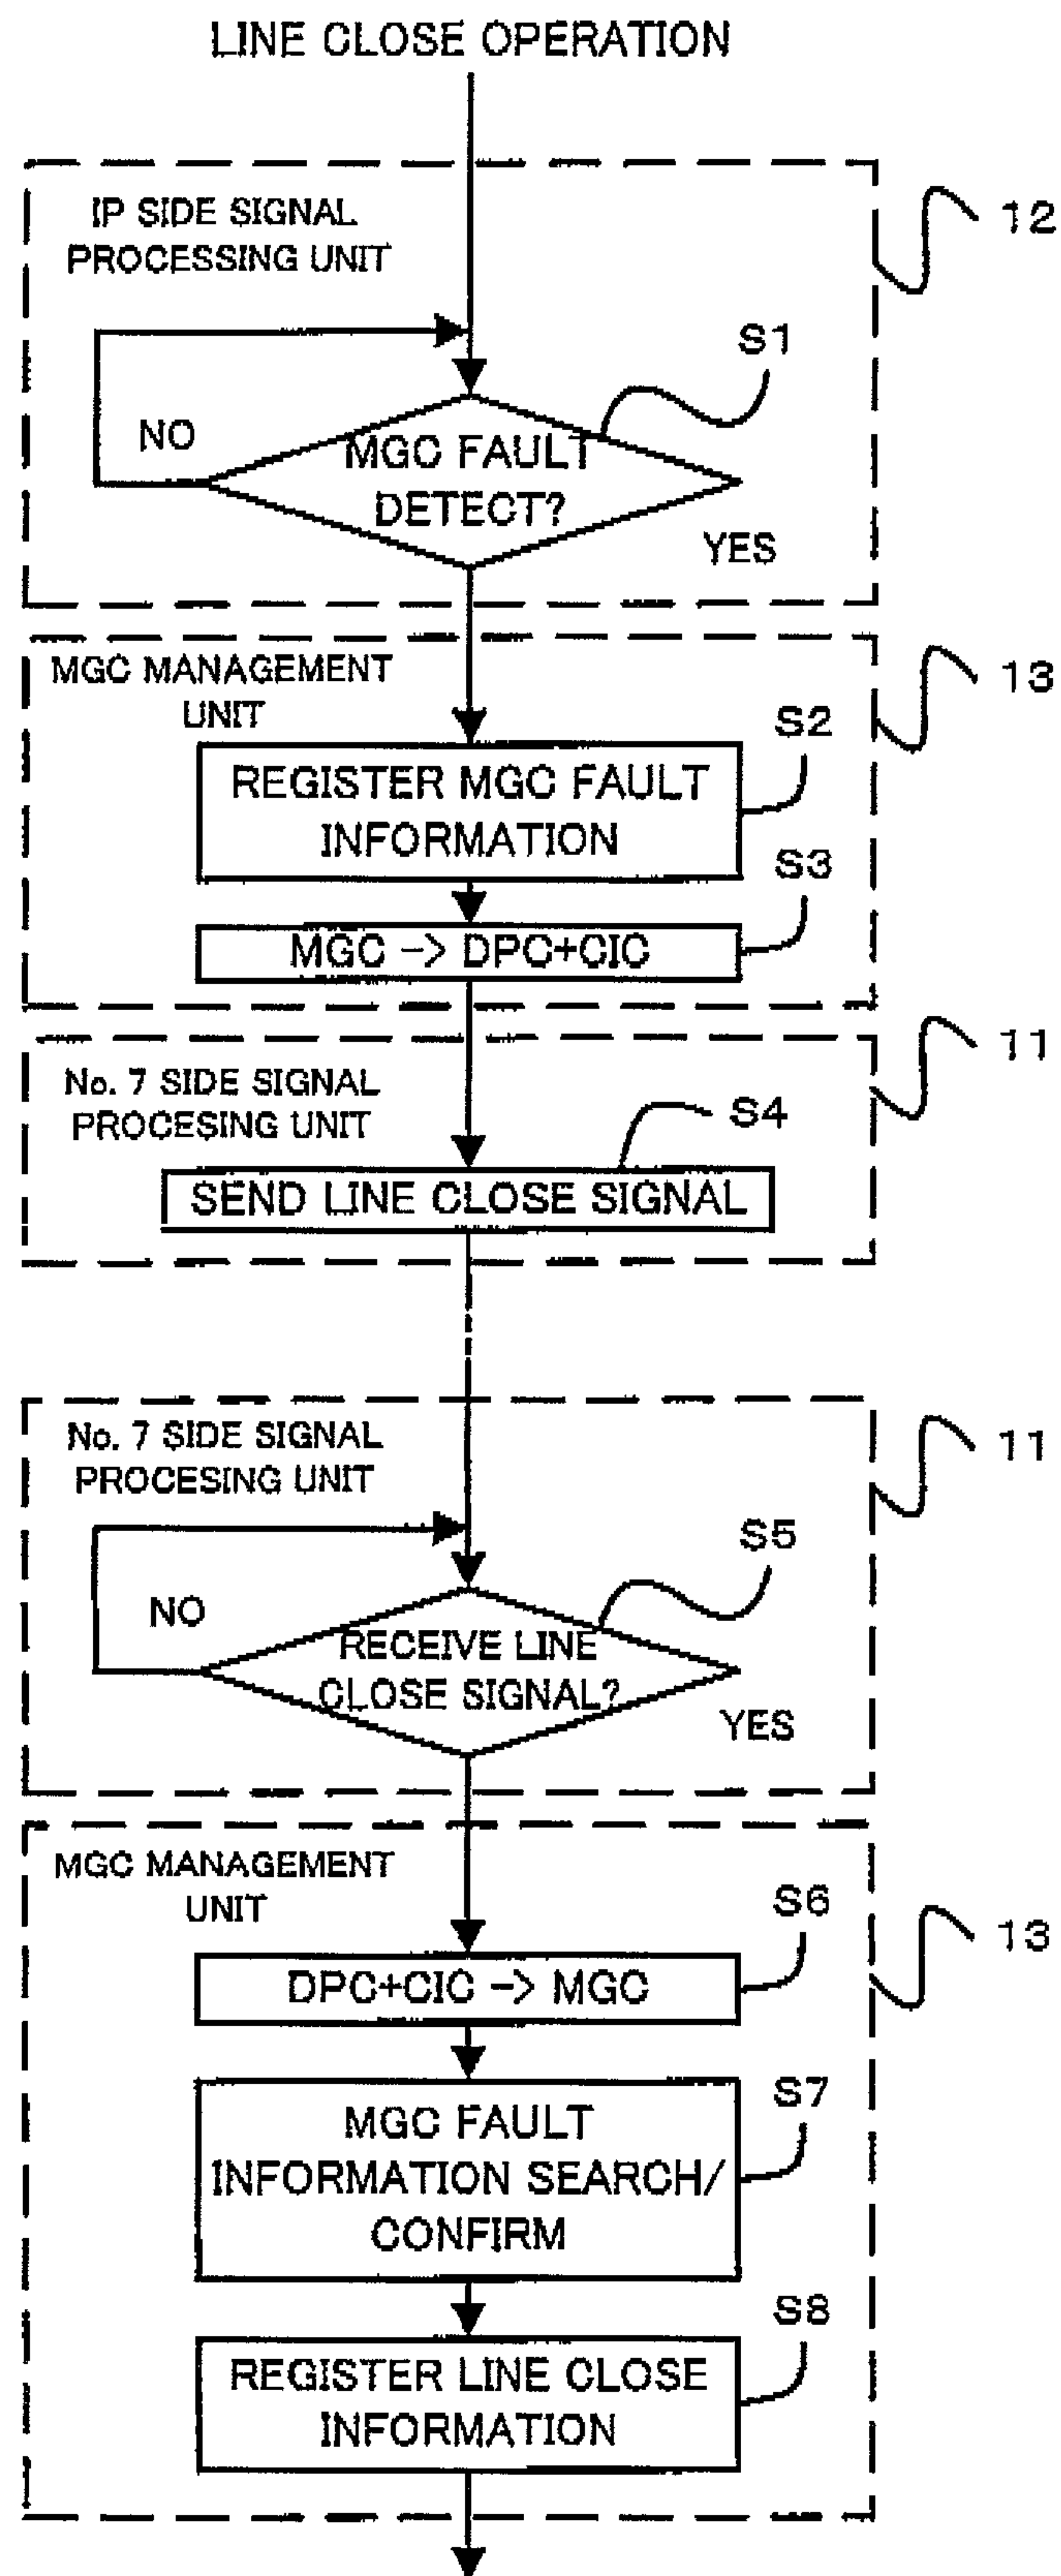 LINE CLOSE OPERATION
IP SIDE SIGNAL
PROCESSING UNIT
12
S1
NO
MGC FAULT
DETECT?
YES
MGC MANAGEMENT
UNIT
13
S2
REGISTER MGC FAULT
INFORMATION
S3
MGC -> DPC+CIC
11
No. 7 SIDE SIGNAL
PROCESING UNIT
S4
SEND LINE CLOSE SIGNAL
No. 7 SIDE SIGNAL
PROCESING UNIT
11
S5
NO
RECEIVE LINE
CLOSE SIGNAL?
YES
MGC MANAGEMENT
UNIT
S6
13
DPC+CIC -> MGC
S7
MGC FAULT
INFORMATION SEARCH/
CONFIRM
S8
REGISTER LINE CLOSE
INFORMATION